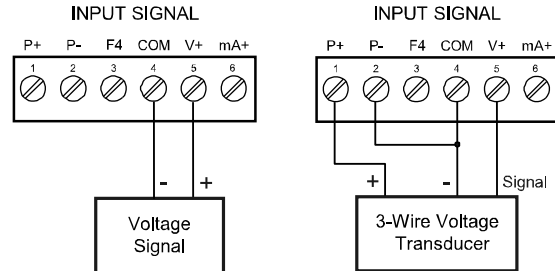 INPUT SIGNAL
P+ P- F4 COM V+ mA+
1 2 3 4 5 6
- +
Voltage
Signal
INPUT SIGNAL
P+ P- F4 COM V+ mA+
1 2 3 4 5 6
+ - Signal
3-Wire Voltage
Transducer